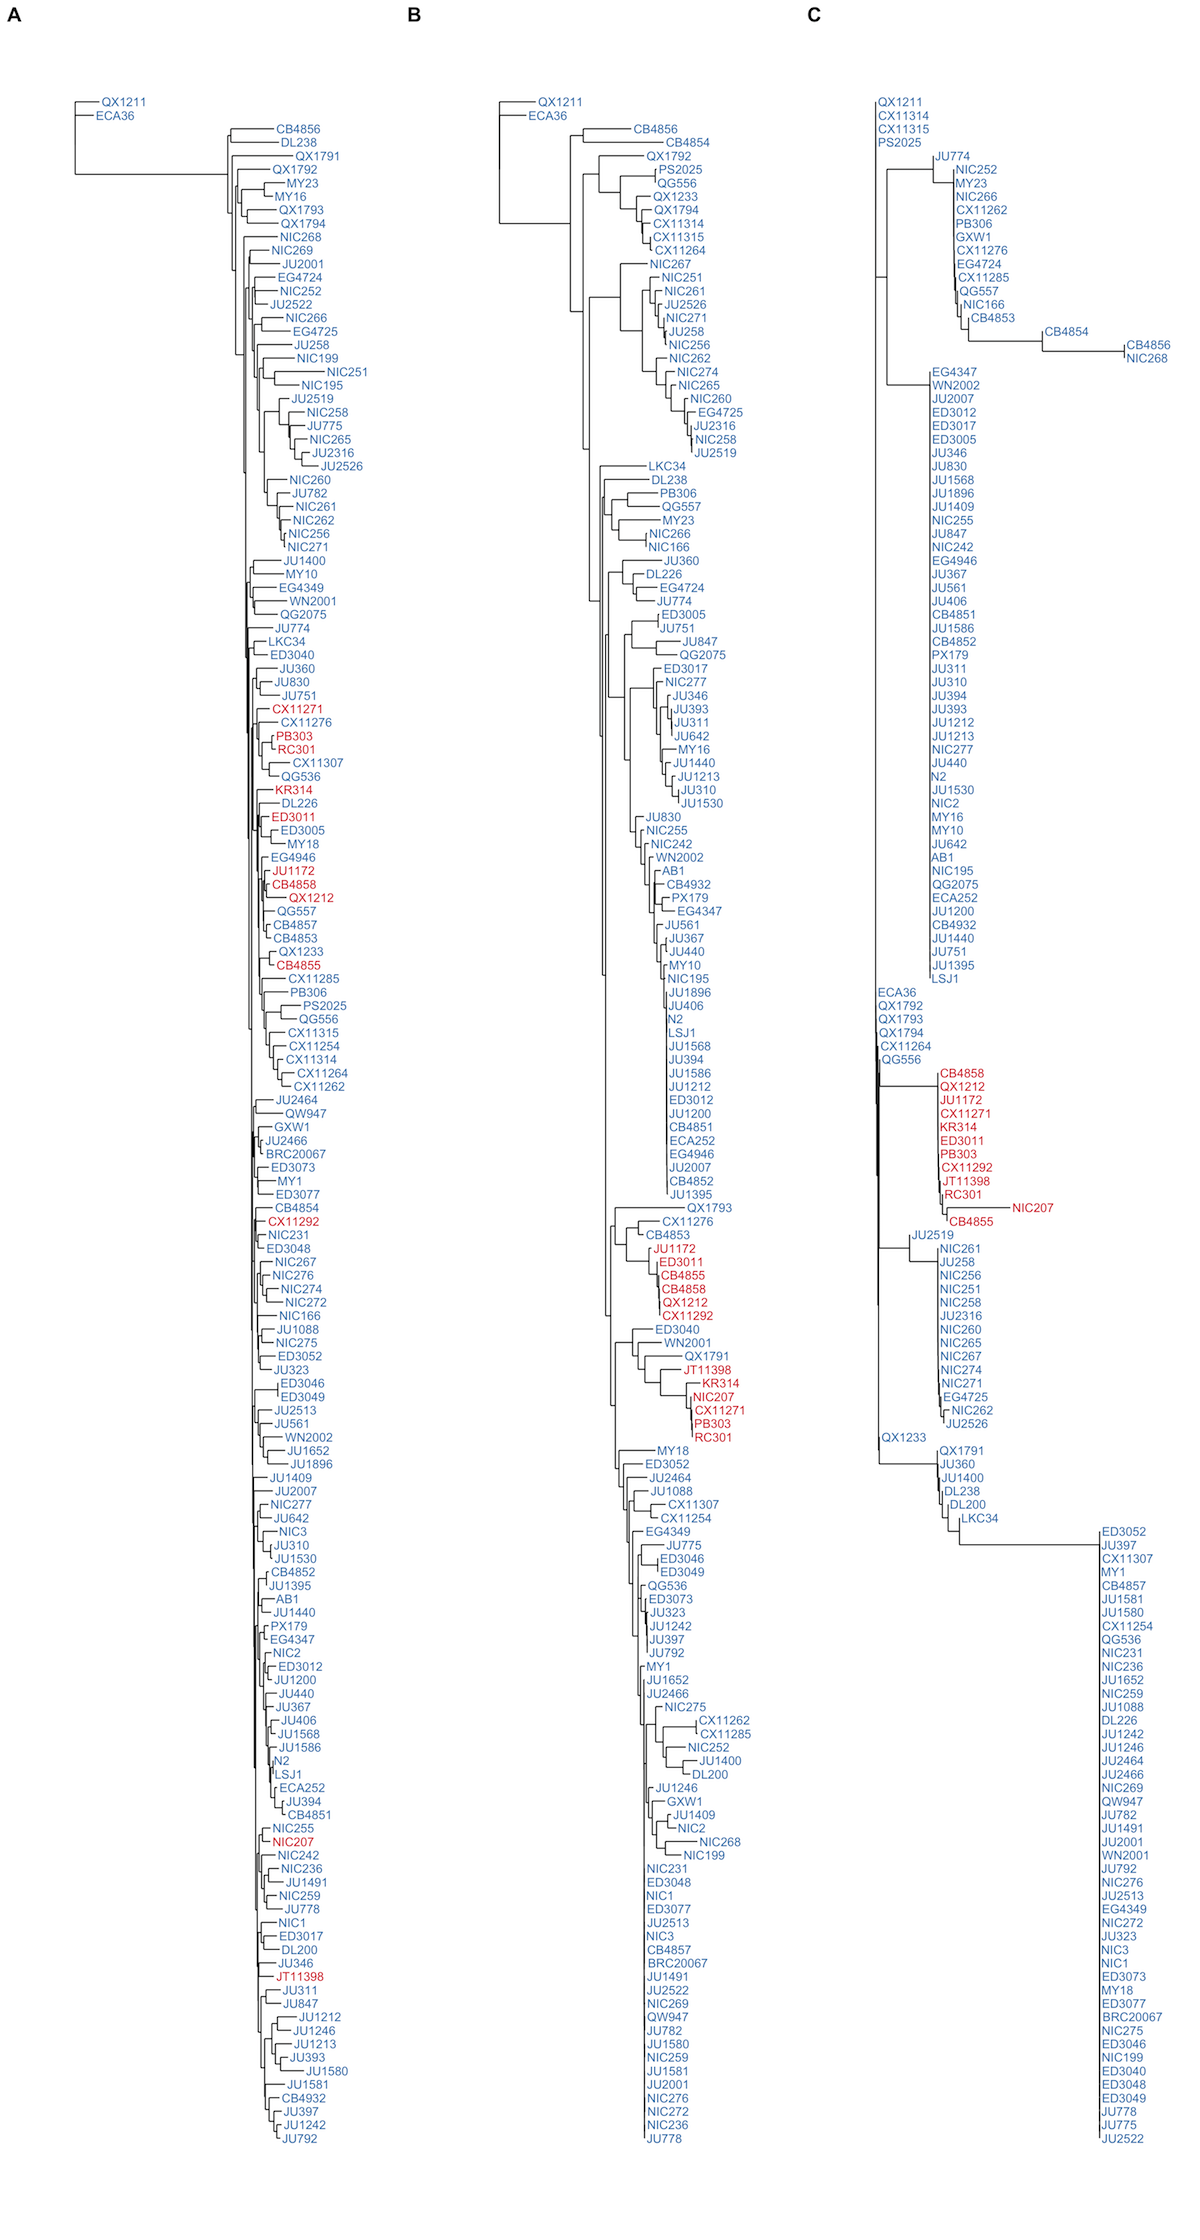 A
B
C
QX1211
ECA36
CB4856
DL238
QX1791
QX1792
MY23
MY16
QX1793
QX1794
NIC268
NIC269
JU2001
EG4724
NIC252
JU2522
NIC266
EG4725
JU258
NIC199
NIC251
NIC195
JU2519
NIC258
JU775
NIC265
JU2316
JU2526
NIC260
JU782
NIC261
NIC262
NIC256
NIC271
JU1400
MY10
EG4349
WN2001
QG2075
JU774
LKC34
ED3040
JU360
JU830
JU751
CX11271
CX11276
PB303
RC301
CX11307
QG536
KR314
DL226
ED3011
ED3005
MY18
EG4946
JU1172
CB4858
QX1212
QG557
CB4857
CB4853
QX1233
CB4855
CX11285
PB306
PS2025
QG556
CX11315
CX11254
CX11314
CX11264
CX11262
JU2464
QW947
GXW1
JU2466
BRC20067
ED3073
MY1
ED3077
CB4854
CX11292
NIC231
ED3048
NIC267
NIC276
NIC274
NIC272
NIC166
JU1088
NIC275
ED3052
JU323
ED3046
ED3049
JU2513
JU561
WN2002
JU1652
JU1896
JU1409
JU2007
NIC277
JU642
NIC3
JU310
JU1530
CB4852
JU1395
AB1
JU1440
PX179
EG4347
NIC2
ED3012
JU1200
JU440
JU367
JU406
JU1568
JU1586
N2
LSJ1
ECA252
JU394
CB4851
NIC255
NIC207
NIC242
NIC236
JU1491
NIC259
JU778
NIC1
ED3017
DL200
JU346
JT11398
JU311
JU847
JU1212
JU1246
JU1213
JU393
JU1580
JU1581
CB4932
JU397
JU1242
JU792
QX1211
ECA36
CB4856
CB4854
QX1792
PS2025
QG556
QX1233
QX1794
CX11314
CX11315
CX11264
NIC267
NIC251
NIC261
JU2526
NIC271
JU258
NIC256
NIC262
NIC274
NIC265
NIC260
EG4725
JU2316
NIC258
JU2519
LKC34
DL238
PB306
QG557
MY23
NIC266
NIC166
JU360
DL226
EG4724
JU774
ED3005
JU751
JU847
QG2075
ED3017
NIC277
JU346
JU393
JU311
JU642
MY16
JU1440
JU1213
JU310
JU1530
JU830
NIC255
NIC242
WN2002
AB1
CB4932
PX179
EG4347
JU561
JU367
JU440
MY10
NIC195
JU1896
JU406
N2
LSJ1
JU1568
JU394
JU1586
JU1212
ED3012
JU1200
CB4851
ECA252
EG4946
JU2007
CB4852
JU1395
QX1793
CX11276
CB4853
JU1172
ED3011
CB4855
CB4858
QX1212
CX11292
ED3040
WN2001
QX1791
JT11398
KR314
NIC207
CX11271
PB303
RC301
MY18
ED3052
JU2464
JU1088
CX11307
CX11254
EG4349
JU775
ED3046
ED3049
QG536
ED3073
JU323
JU1242
JU397
JU792
MY1
JU1652
JU2466
NIC275
CX11262
CX11285
NIC252
JU1400
DL200
JU1246
GXW1
JU1409
NIC2
NIC268
NIC199
NIC231
ED3048
NIC1
ED3077
JU2513
NIC3
CB4857
BRC20067
JU1491
JU2522
NIC269
QW947
JU782
JU1580
NIC259
JU1581
JU2001
NIC276
NIC272
NIC236
JU778
QX1211
CX11314
CX11315
PS2025
JU774
NIC252
MY23
NIC266
CX11262
PB306
GXW1
CX11276
EG4724
CX11285
QG557
NIC166
CB4853
CB4854
CB4856
NIC268
EG4347
WN2002
JU2007
ED3012
ED3017
ED3005
JU346
JU830
JU1568
JU1896
JU1409
NIC255
JU847
NIC242
EG4946
JU367
JU561
JU406
CB4851
JU1586
CB4852
PX179
JU311
JU310
JU394
JU393
JU1212
JU1213
NIC277
JU440
N2
JU1530
NIC2
MY16
MY10
JU642
AB1
NIC195
QG2075
ECA252
JU1200
CB4932
JU1440
JU751
JU1395
LSJ1
ECA36
QX1792
QX1793
QX1794
CX11264
QG556
CB4858
QX1212
JU1172
CX11271
KR314
ED3011
PB303
CX11292
JT11398
RC301
NIC207
CB4855
JU2519
NIC261
JU258
NIC256
NIC251
NIC258
JU2316
NIC260
NIC265
NIC267
NIC274
NIC271
EG4725
NIC262
JU2526
QX1233
QX1791
JU360
JU1400
DL238
DL200
LKC34
ED3052
JU397
CX11307
MY1
CB4857
JU1581
JU1580
CX11254
QG536
NIC231
NIC236
JU1652
NIC259
JU1088
DL226
JU1242
JU1246
JU2464
JU2466
NIC269
QW947
JU782
JU1491
JU2001
WN2001
JU792
NIC276
JU2513
EG4349
NIC272
JU323
NIC3
NIC1
ED3073
MY18
ED3077
BRC20067
NIC275
ED3046
NIC199
ED3040
ED3048
ED3049
JU778
JU775
JU2522